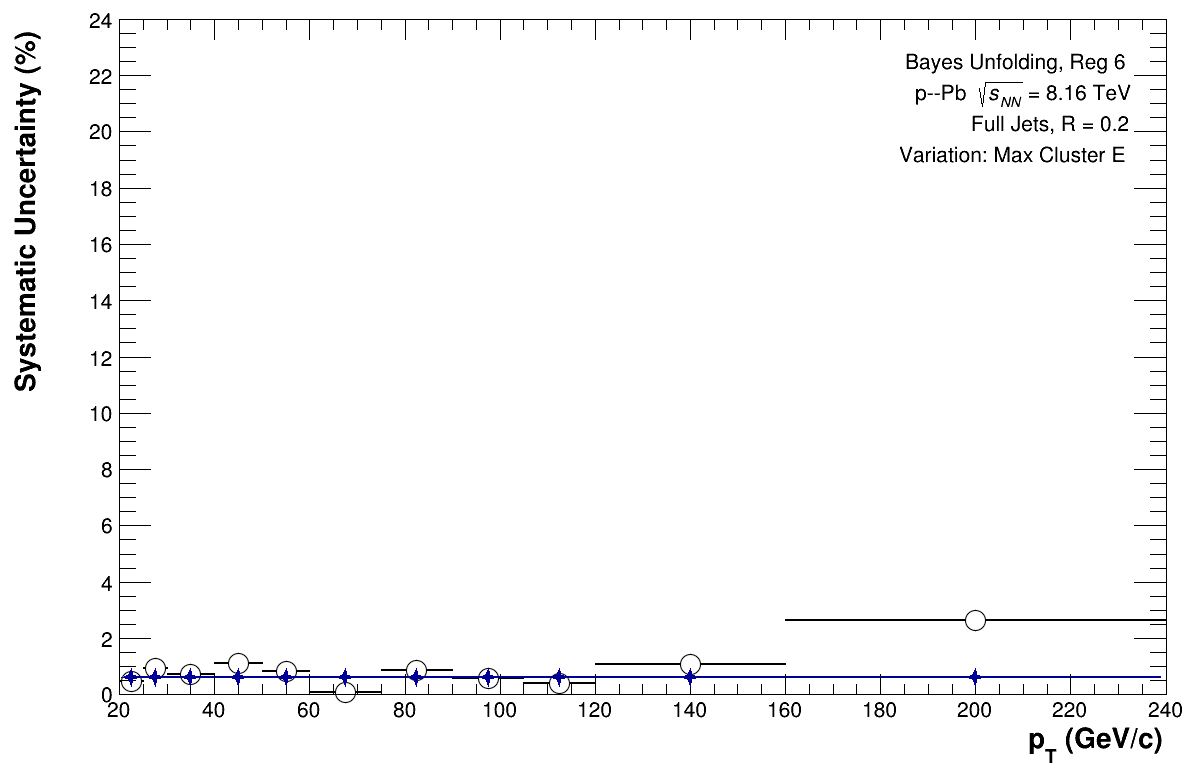 Systematic Uncertainty (%)
24
22
20
18
16
14
12
10
8
6
4
2
0
Bayes Unfolding, Reg 6
p--Pb √s_NN = 8.16 TeV
Full Jets, R = 0.2
Variation: Max Cluster E
20 40 60 80 100 120 140 160 180 200 220 240
p_T (GeV/c)